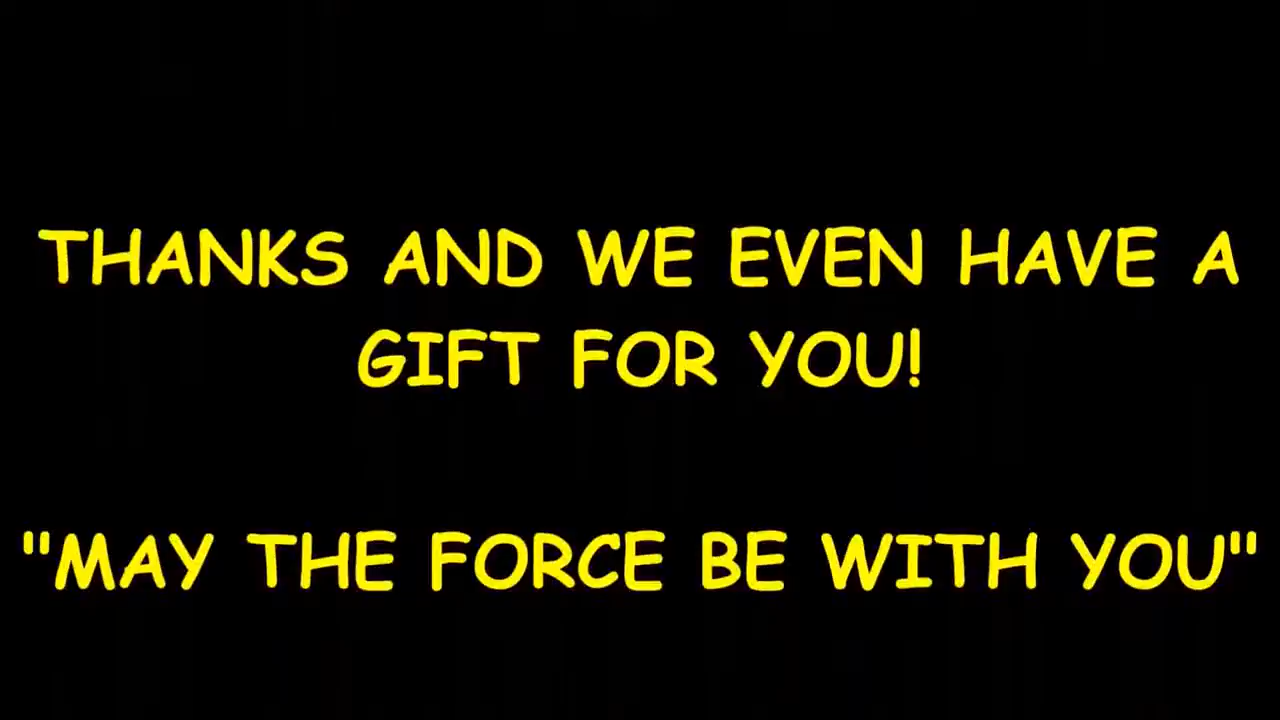 THANKS AND WE EVEN HAVE A
GIFT FOR YOU!
"MAY THE FORCE BE WITH YOU"